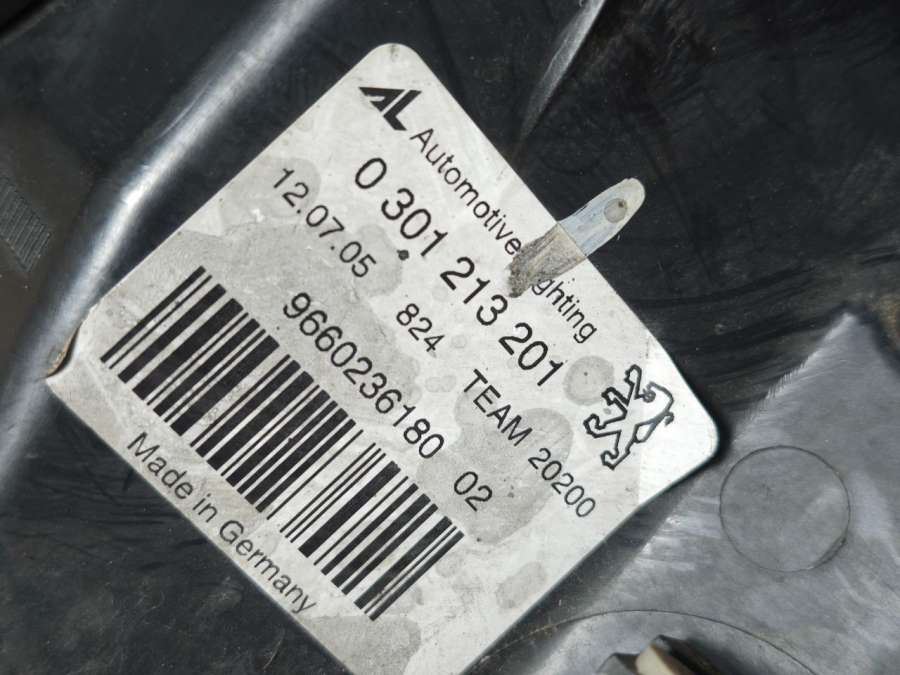 AL Automotive Lighting
0 301 213 201
12.07.05 824 TEAM 20200
9660236180 02
Made in Germany